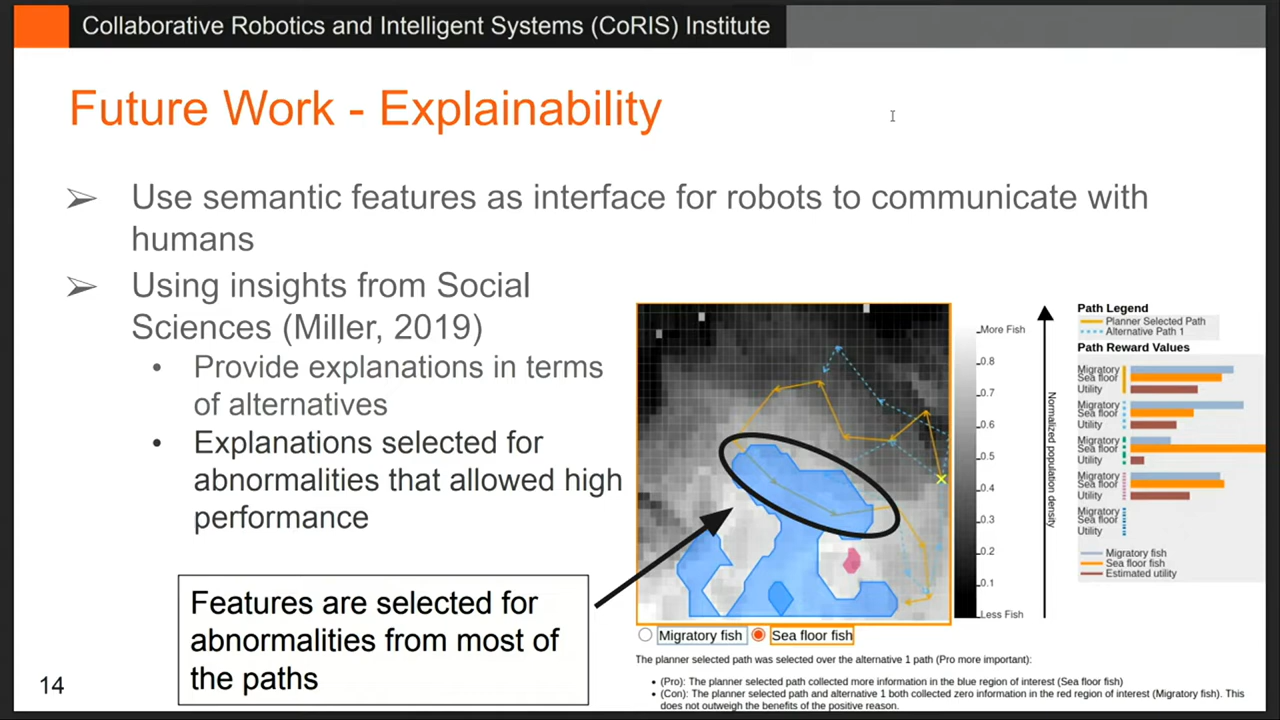 Collaborative Robotics and Intelligent Systems (CoRIS) Institute
Future Work - Explainability
➢ Use semantic features as interface for robots to communicate with
humans
➢ Using insights from Social
Sciences (Miller, 2019)
• Provide explanations in terms
of alternatives
• Explanations selected for
abnormalities that allowed high
performance
Features are selected for
abnormalities from most of
the paths
14
More Fish
0.8
0.7
0.6
0.5
0.4
0.3
0.2
0.1
Less Fish
Normalized population density
Path Legend
Planner Selected Path
Alternative Path 1
Path Reward Values
Migratory
Sea floor
Utility
Migratory
Sea floor
Utility
Migratory
Sea floor
Utility
Migratory
Sea floor
Utility
Migratory
Sea floor
Utility
Migratory fish
Sea floor fish
Estimated utility
Migratory fish Sea floor fish
The planner selected path was selected over the alternative 1 path (Pro more important):
• (Pro): The planner selected path collected more information in the blue region of interest (Sea floor fish)
• (Con): The planner selected path and alternative 1 both collected zero information in the red region of interest (Migratory fish). This
does not outweigh the benefits of the positive reason.